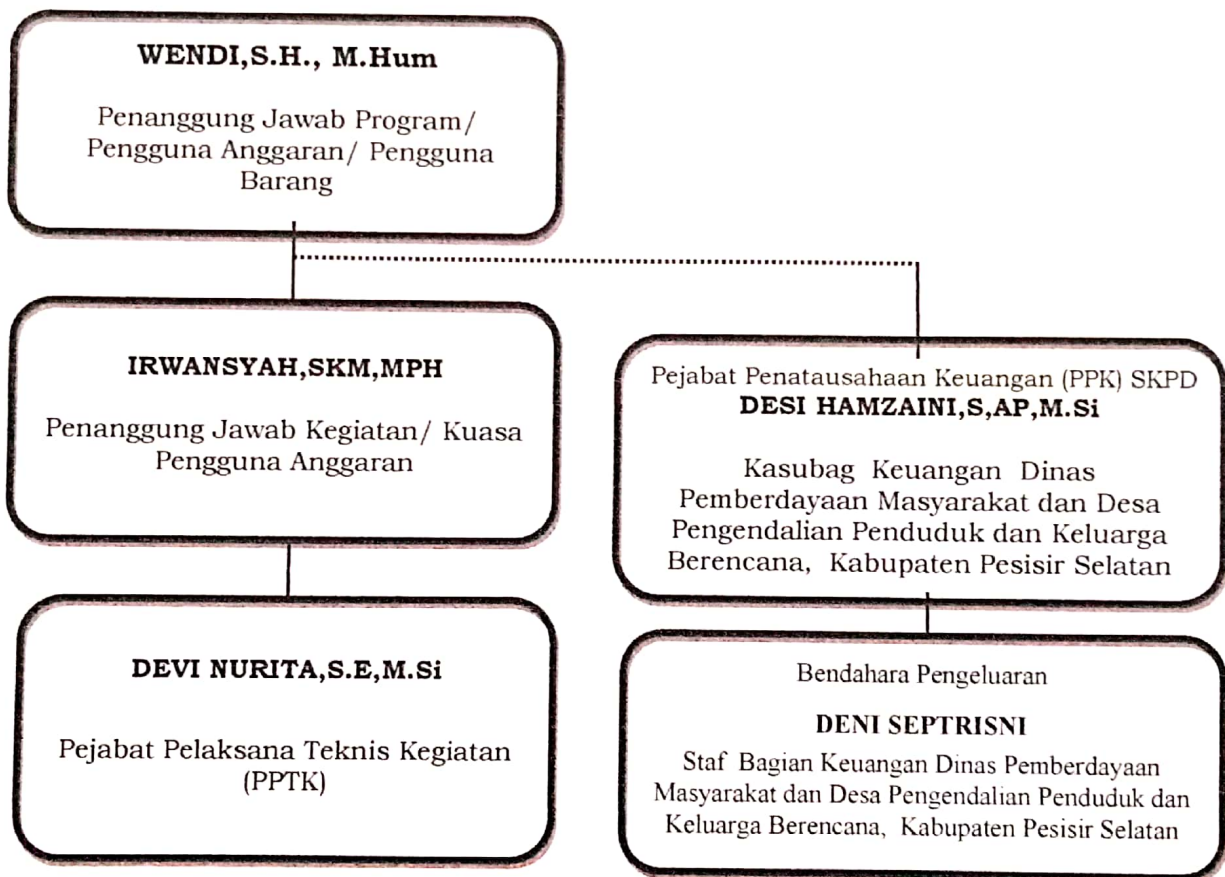 WENDI,S.H., M.Hum
Penanggung Jawab Program/
Pengguna Anggaran/ Pengguna
Barang
IRWANSYAH,SKM,MPH
Penanggung Jawab Kegiatan/ Kuasa
Pengguna Anggaran
DEVI NURITA,S.E,M.Si
Pejabat Pelaksana Teknis Kegiatan
(PPTK)
Pejabat Penatausahaan Keuangan (PPK) SKPD
DESI HAMZAINI,S,AP,M.Si
Kasubag Keuangan Dinas
Pemberdayaan Masyarakat dan Desa
Pengendalian Penduduk dan Keluarga
Berencana, Kabupaten Pesisir Selatan
Bendahara Pengeluaran
DENI SEPTRISNI
Staf Bagian Keuangan Dinas Pemberdayaan
Masyarakat dan Desa Pengendalian Penduduk dan
Keluarga Berencana, Kabupaten Pesisir Selatan